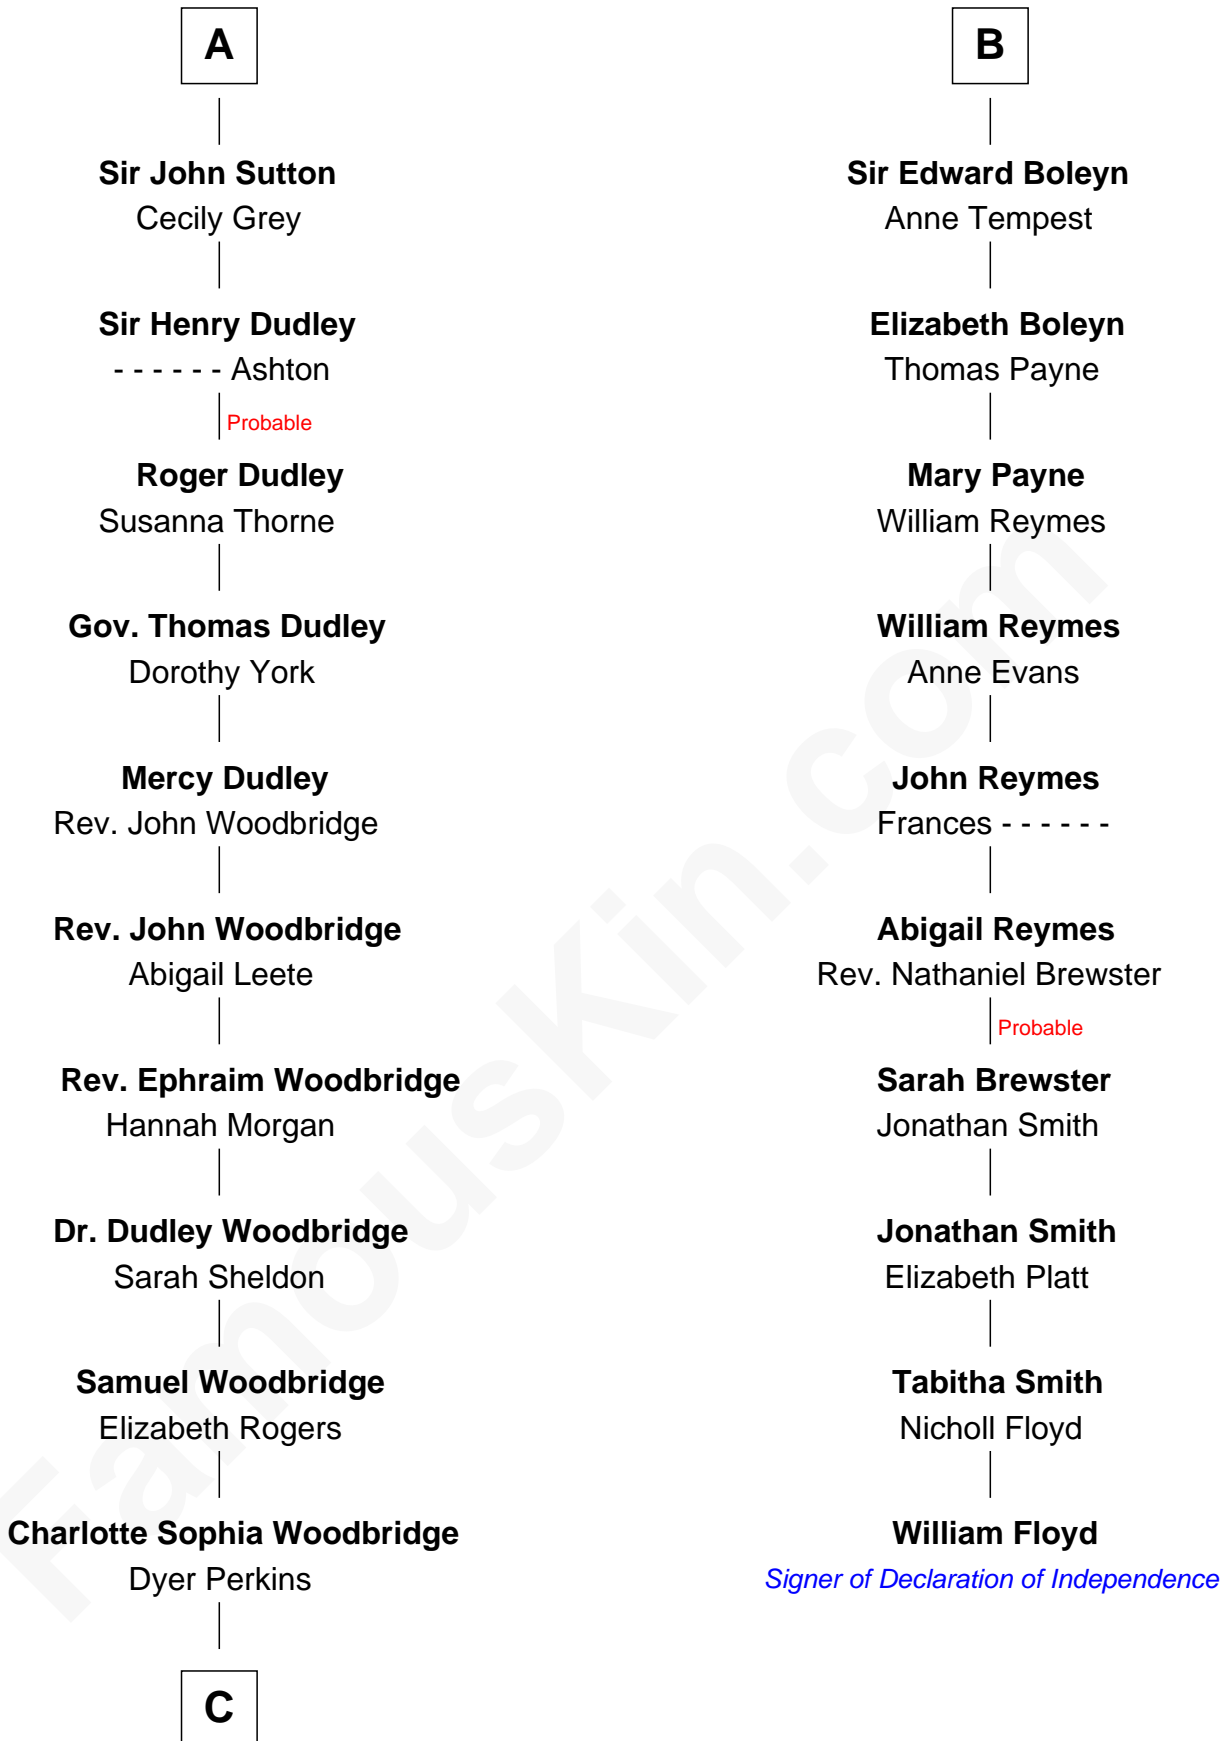 A
Sir John Sutton
Cecily Grey
Sir Henry Dudley
- - - - - - Ashton
Probable
Roger Dudley
Susanna Thorne
Gov. Thomas Dudley
Dorothy York
Mercy Dudley
Rev. John Woodbridge
Rev. John Woodbridge
Abigail Leete
Rev. Ephraim Woodbridge
Hannah Morgan
Dr. Dudley Woodbridge
Sarah Sheldon
Samuel Woodbridge
Elizabeth Rogers
Charlotte Sophia Woodbridge
Dyer Perkins
C
B
Sir Edward Boleyn
Anne Tempest
Elizabeth Boleyn
Thomas Payne
Mary Payne
William Reymes
William Reymes
Anne Evans
John Reymes
Frances - - - - - -
Abigail Reymes
Rev. Nathaniel Brewster
Probable
Sarah Brewster
Jonathan Smith
Jonathan Smith
Elizabeth Platt
Tabitha Smith
Nicholl Floyd
William Floyd
Signer of Declaration of Independence
FamousKin.com